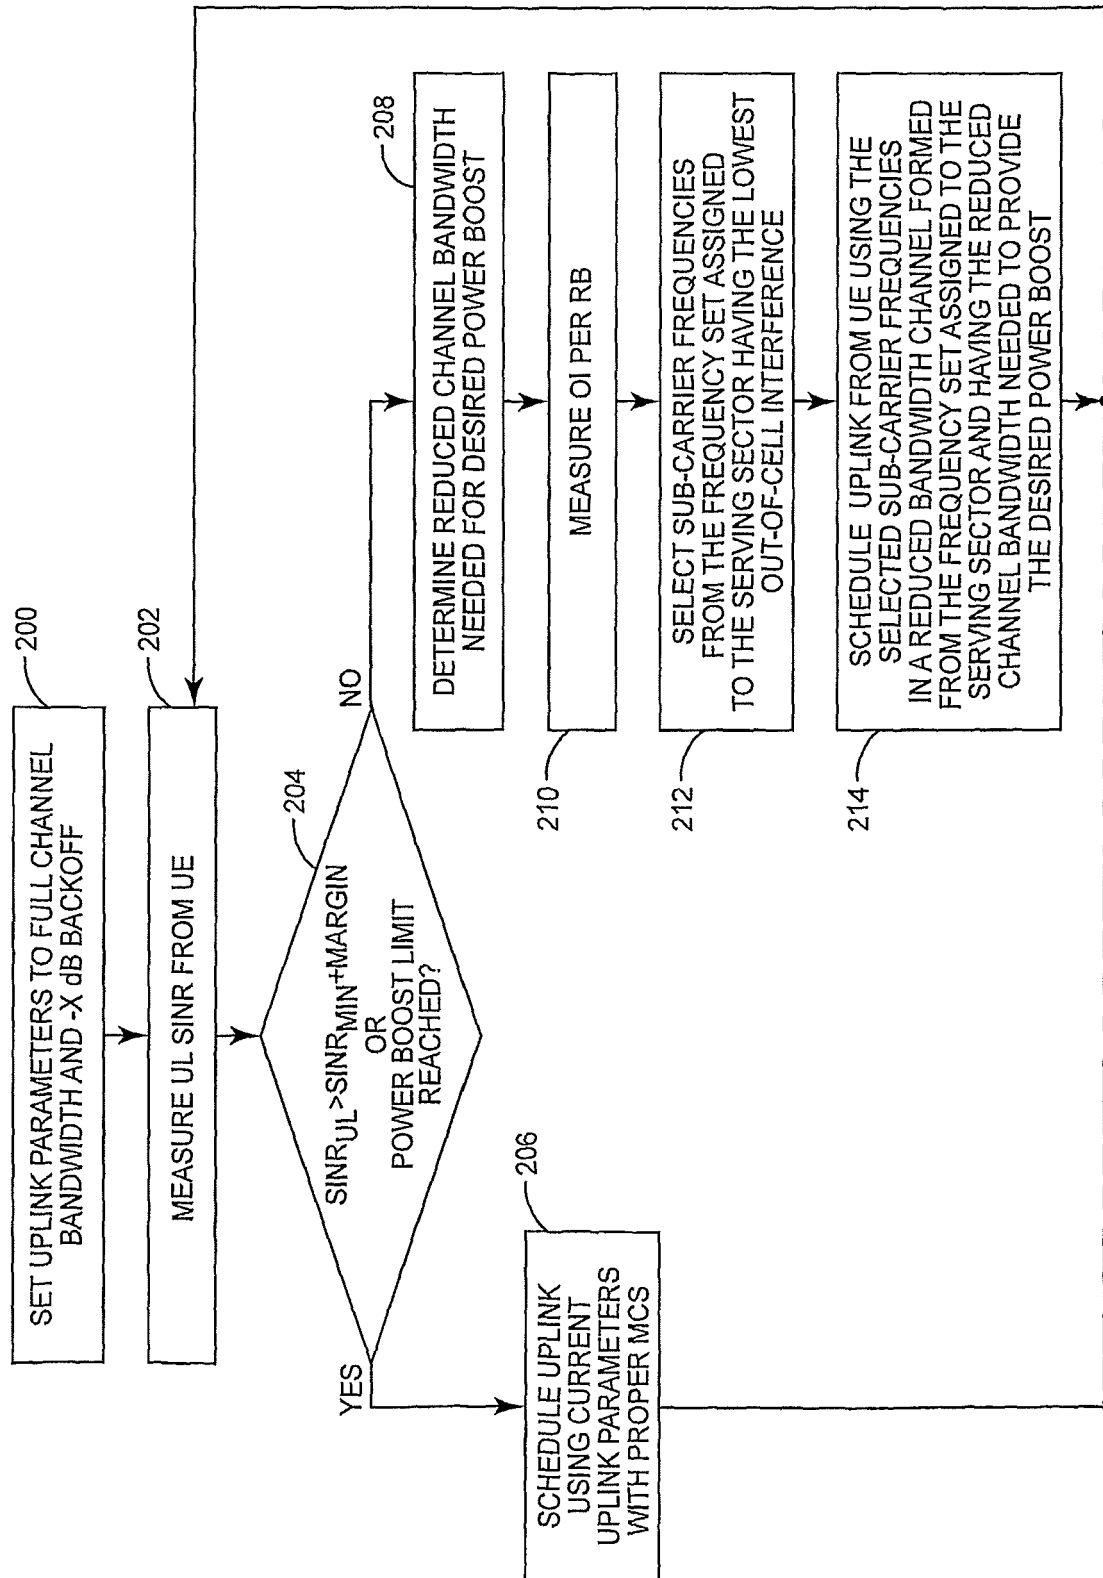 200
SET UPLINK PARAMETERS TO FULL CHANNEL
BANDWIDTH AND -X dB BACKOFF
202
MEASURE UL SINR FROM UE
204
SINRUL>SINRMIN+MARGIN
OR
POWER BOOST LIMIT
REACHED?
YES
NO
206
SCHEDULE UPLINK
USING CURRENT
UPLINK PARAMETERS
WITH PROPER MCS
208
DETERMINE REDUCED CHANNEL BANDWIDTH
NEEDED FOR DESIRED POWER BOOST
210
MEASURE OI PER RB
212
SELECT SUB-CARRIER FREQUENCIES
FROM THE FREQUENCY SET ASSIGNED
TO THE SERVING SECTOR HAVING THE LOWEST
OUT-OF-CELL INTERFERENCE
214
SCHEDULE UPLINK FROM UE USING THE
SELECTED SUB-CARRIER FREQUENCIES
IN A REDUCED BANDWIDTH CHANNEL FORMED
FROM THE FREQUENCY SET ASSIGNED TO THE
SERVING SECTOR AND HAVING THE REDUCED
CHANNEL BANDWIDTH NEEDED TO PROVIDE
THE DESIRED POWER BOOST